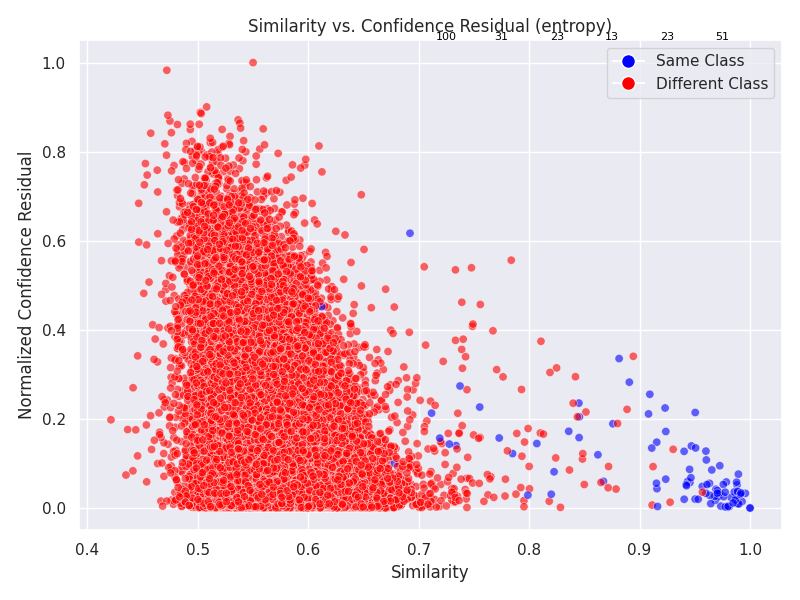 Similarity vs. Confidence Residual (entropy)
100 31 23 13 23 51
Same Class
Different Class
1.0
0.8
0.6
0.4
0.2
0.0
Normalized Confidence Residual
0.4 0.5 0.6 0.7 0.8 0.9 1.0
Similarity